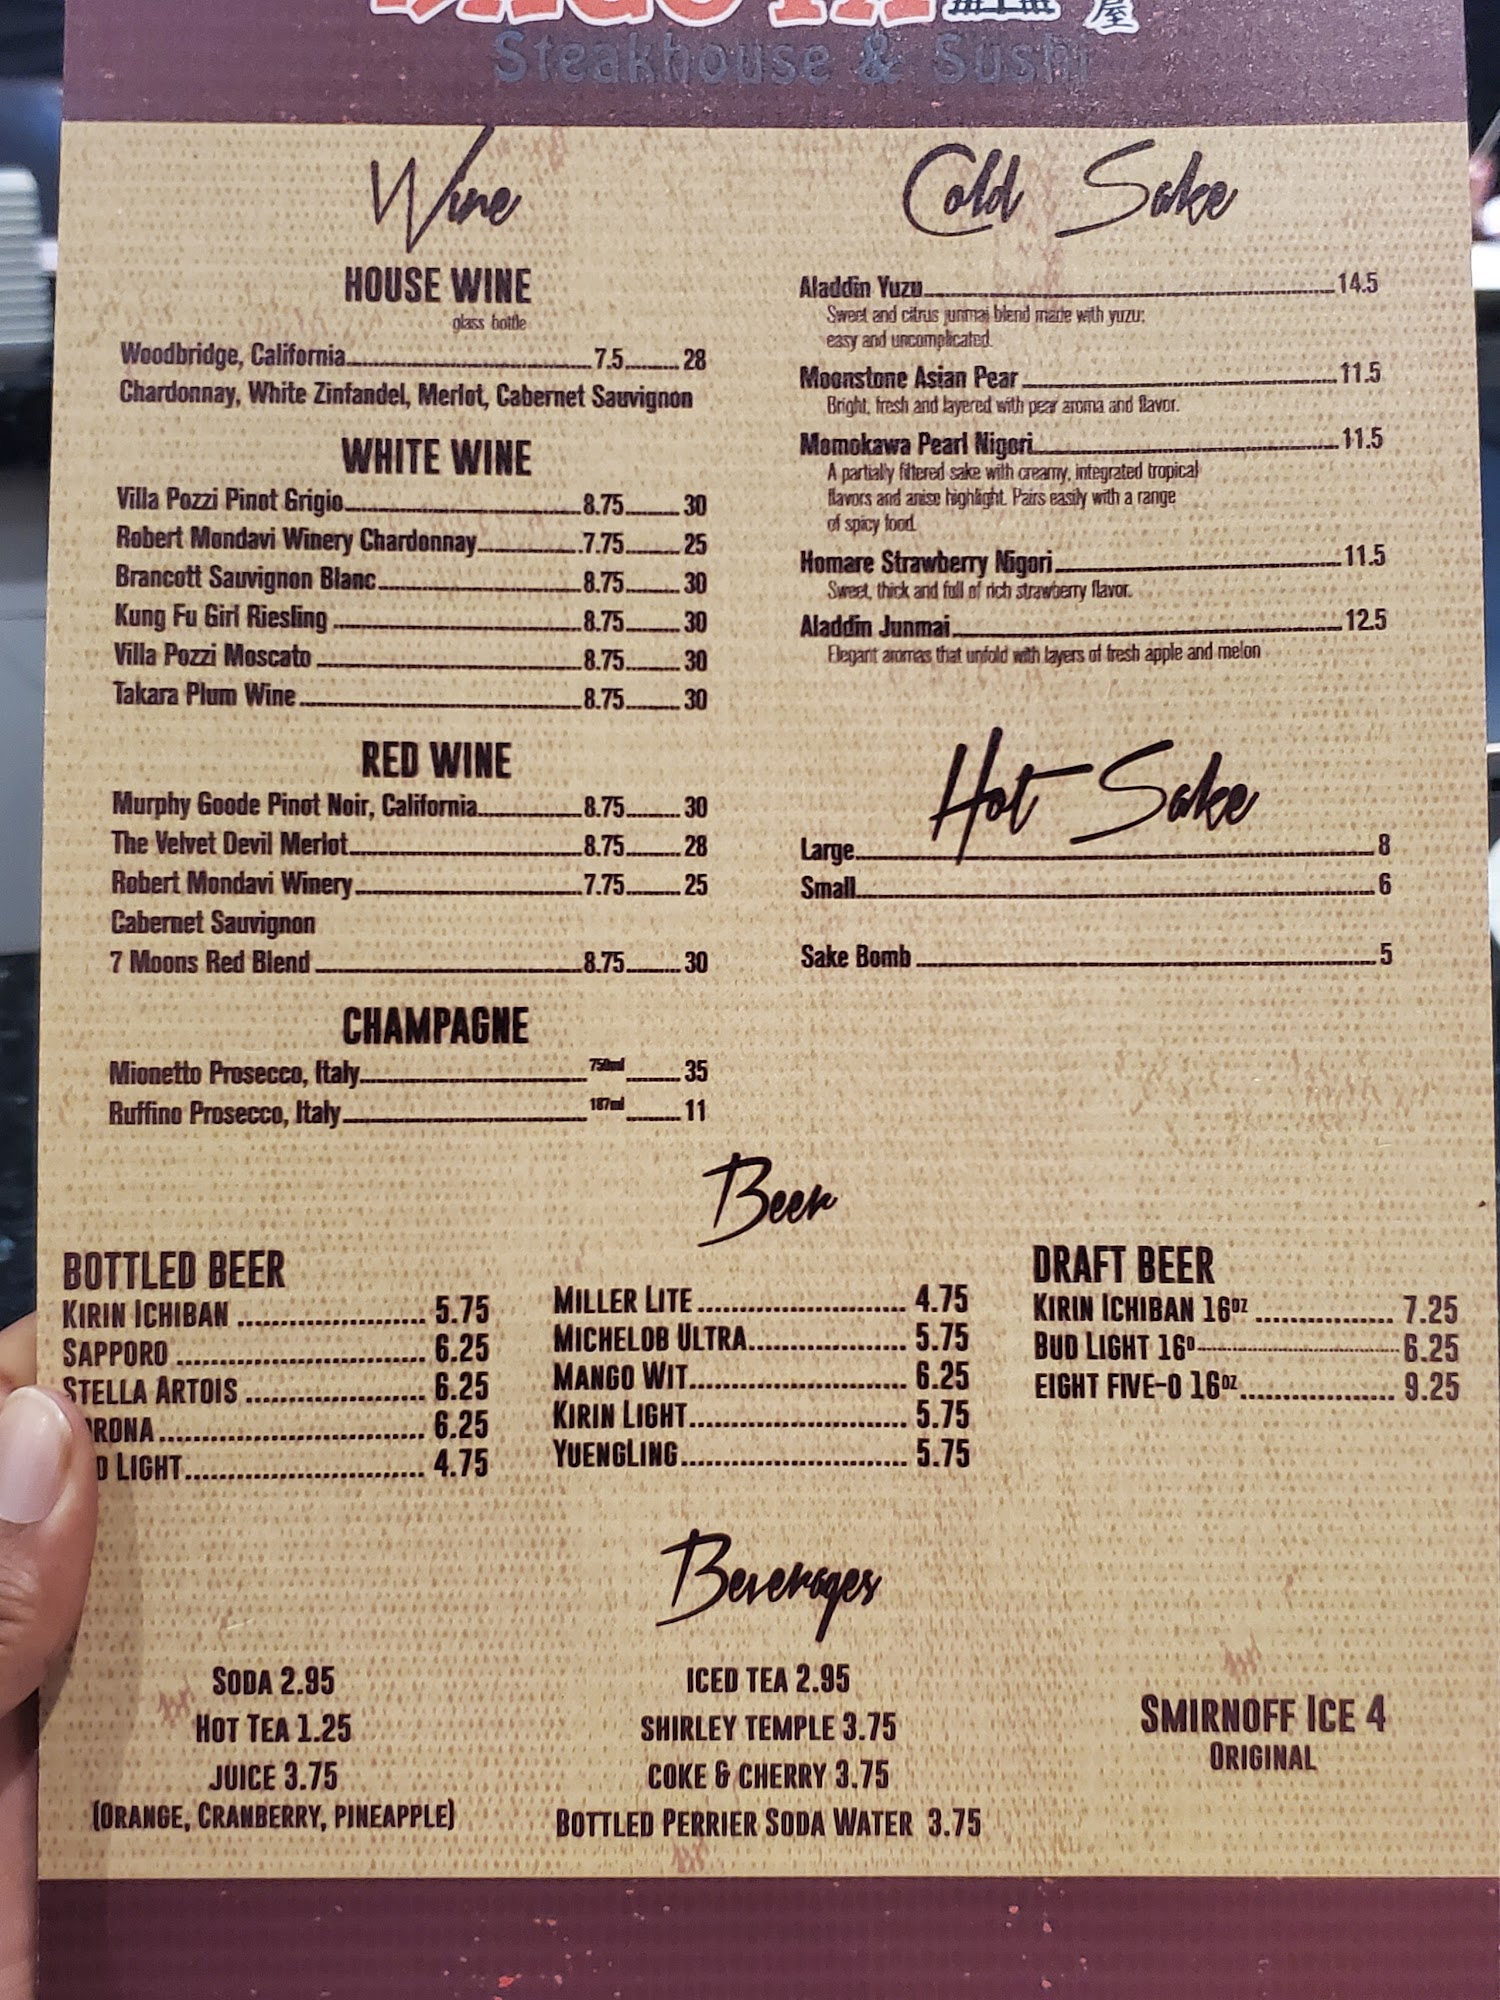 Steakhouse & Sushi
屋
Wine
HOUSE WINE
glass bottle
Woodbridge, California 7.5 28
Chardonnay, White Zinfandel, Merlot, Cabernet Sauvignon
WHITE WINE
Villa Pozzi Pinot Grigio 8.75 30
Robert Mondavi Winery Chardonnay 7.75 25
Brancott Sauvignon Blanc 8.75 30
Kung Fu Girl Riesling 8.75 30
Villa Pozzi Moscato 8.75 30
Takara Plum Wine 8.75 30
RED WINE
Murphy Goode Pinot Noir, California 8.75 30
The Velvet Devil Merlot 8.75 28
Robert Mondavi Winery 7.75 25
Cabernet Sauvignon
7 Moons Red Blend 8.75 30
CHAMPAGNE
Mionetto Prosecco, Italy 750ml 35
Ruffino Prosecco, Italy 187ml 11
Cold Sake
Aladdin Yuzu 14.5
Sweet and citrus junmai blend made with yuzu;
easy and uncomplicated.
Moonstone Asian Pear 11.5
Bright, fresh and layered with pear aroma and flavor.
Momokawa Pearl Nigori 11.5
A partially filtered sake with creamy, integrated tropical
flavors and anise highlight. Pairs easily with a range
of spicy food.
Homare Strawberry Nigori 11.5
Sweet, thick and full of rich strawberry flavor.
Aladdin Junmai 12.5
Elegant aromas that unfold with layers of fresh apple and melon
Hot Sake
Large 8
Small 6
Sake Bomb 5
Beer
BOTTLED BEER
KIRIN ICHIBAN 5.75
SAPPORO 6.25
STELLA ARTOIS 6.25
RONA 6.25
D LIGHT 4.75
MILLER LITE 4.75
MICHELOB ULTRA 5.75
MANGO WIT 6.25
KIRIN LIGHT 5.75
YUENGLING 5.75
DRAFT BEER
KIRIN ICHIBAN 16oz 7.25
BUD LIGHT 16o 6.25
EIGHT FIVE-O 16oz 9.25
Beverages
SODA 2.95
HOT TEA 1.25
JUICE 3.75
(ORANGE, CRANBERRY, PINEAPPLE)
ICED TEA 2.95
SHIRLEY TEMPLE 3.75
COKE & CHERRY 3.75
BOTTLED PERRIER SODA WATER 3.75
SMIRNOFF ICE 4
ORIGINAL